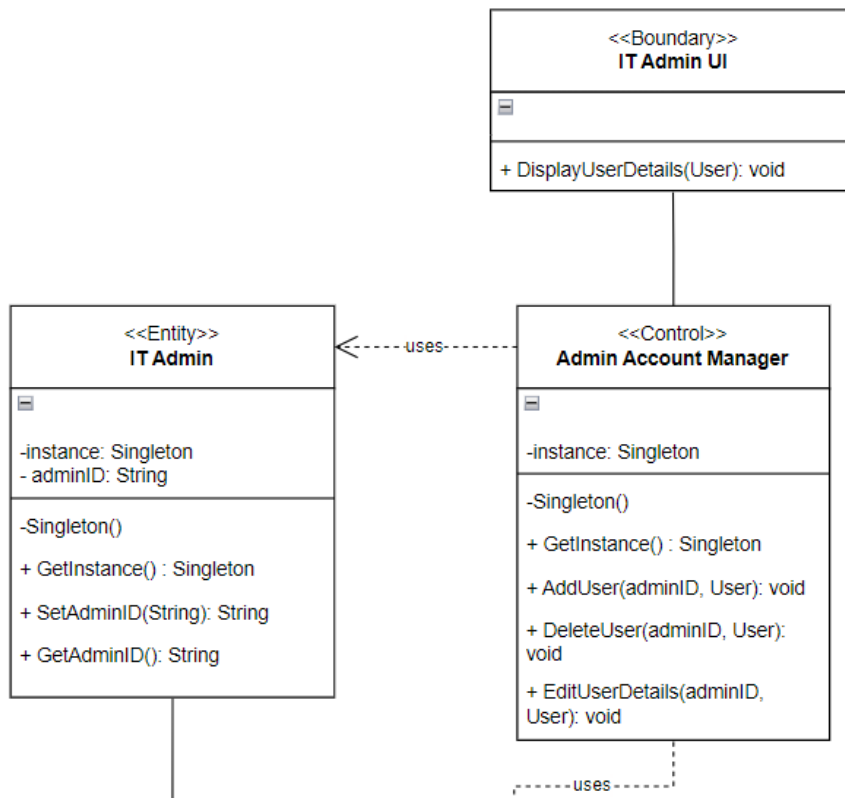 <<Boundary>>
IT Admin UI
+ DisplayUserDetails(User): void
<<Entity>>
IT Admin
-instance: Singleton
- adminID: String
-Singleton()
+ GetInstance() : Singleton
+ SetAdminID(String): String
+ GetAdminID(): String
uses
<<Control>>
Admin Account Manager
-instance: Singleton
-Singleton()
+ GetInstance() : Singleton
+ AddUser(adminID, User): void
+ DeleteUser(adminID, User):
void
+ EditUserDetails(adminID,
User): void
uses